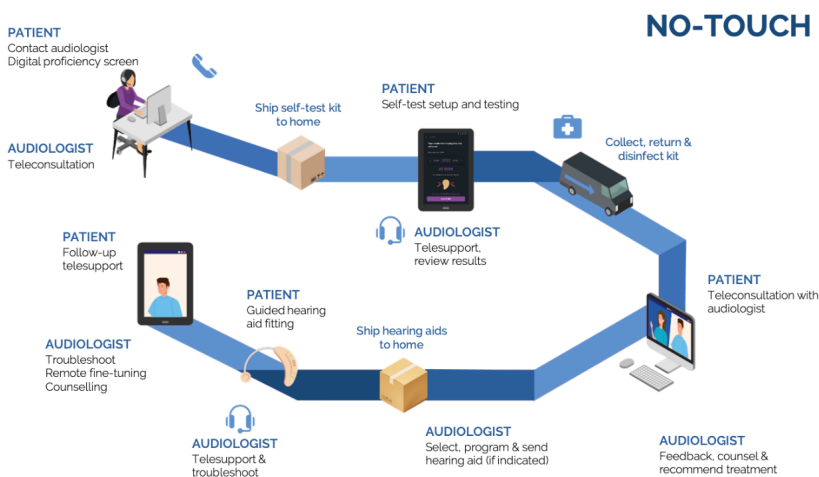 NO-TOUCH
PATIENT
Contact audiologist
Digital proficiency screen
AUDIOLOGIST
Teleconsultation
Ship self-test kit
to home
PATIENT
Self-test setup and testing
AUDIOLOGIST
Telesupport,
review results
Collect, return &
disinfect kit
PATIENT
Teleconsultation with
audiologist
AUDIOLOGIST
Feedback, counsel &
recommend treatment
AUDIOLOGIST
Select, program & send
hearing aid (if indicated)
Ship hearing aids
to home
PATIENT
Guided hearing
aid fitting
AUDIOLOGIST
Telesupport &
troubleshoot
PATIENT
Follow-up
telesupport
AUDIOLOGIST
Troubleshoot
Remote fine-tuning
Counselling